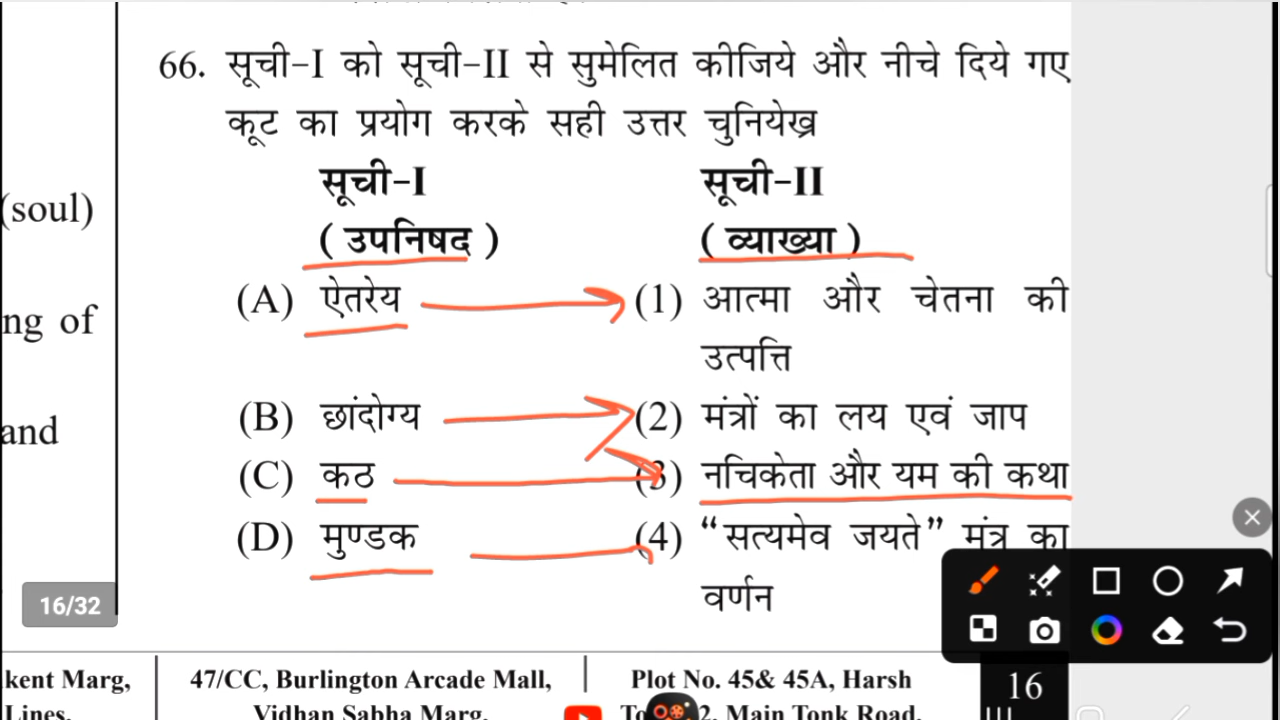 66. सूची-I को सूची-II से सुमेलित कीजिये और नीचे दिये गए
कूट का प्रयोग करके सही उत्तर चुनियेख्र
सूची-I सूची-II
(उपनिषद) (व्याख्या)
(A) ऐतरेय (1) आत्मा और चेतना की
उत्पत्ति
(B) छांदोग्य (2) मंत्रों का लय एवं जाप
(C) कठ (3) नचिकेता और यम की कथा
(D) मुण्डक (4) “सत्यमेव जयते” मंत्र का
वर्णन
(soul)
ng of
and
16/32
kent Marg,
Lines,
47/CC, Burlington Arcade Mall,
Vidhan Sabha Marg,
Plot No. 45& 45A, Harsh
2, Main Tonk Road,
16